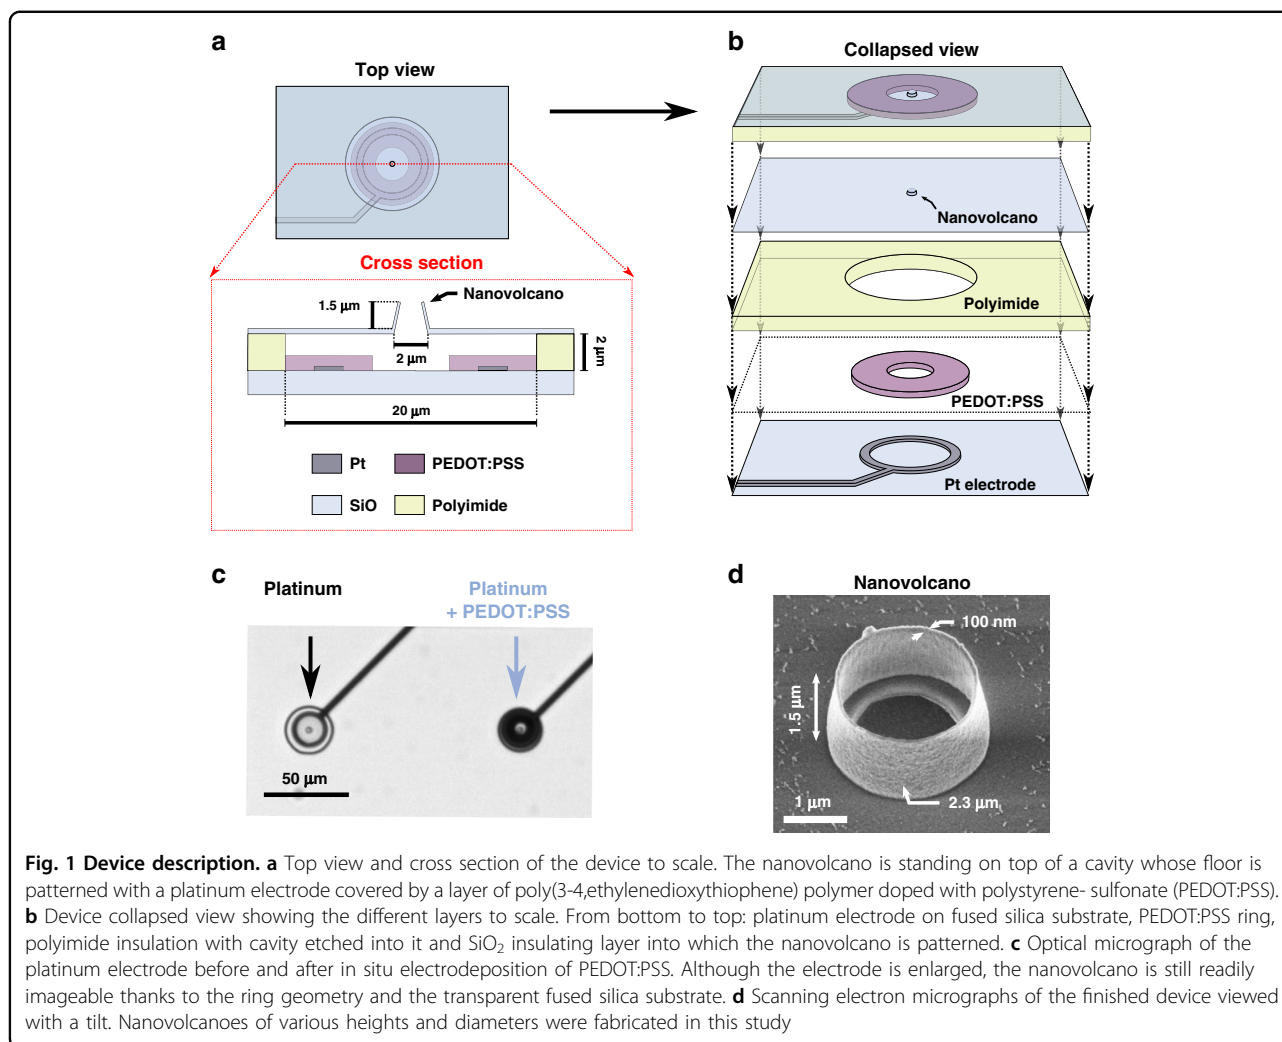 a
Top view
Cross section
1.5 μm
Nanovolcano
2 μm
2 μm
20 μm
Pt
PEDOT:PSS
SiO
Polyimide
b
Collapsed view
Nanovolcano
Polyimide
PEDOT:PSS
Pt electrode
c
Platinum
Platinum
+ PEDOT:PSS
50 μm
d
Nanovolcano
100 nm
1.5 μm
2.3 μm
1 μm
Fig. 1 Device description. a Top view and cross section of the device to scale. The nanovolcano is standing on top of a cavity whose floor is
patterned with a platinum electrode covered by a layer of poly(3-4,ethylenedioxythiophene) polymer doped with polystyrene- sulfonate (PEDOT:PSS).
b Device collapsed view showing the different layers to scale. From bottom to top: platinum electrode on fused silica substrate, PEDOT:PSS ring,
polyimide insulation with cavity etched into it and SiO₂ insulating layer into which the nanovolcano is patterned. c Optical micrograph of the
platinum electrode before and after in situ electrodeposition of PEDOT:PSS. Although the electrode is enlarged, the nanovolcano is still readily
imageable thanks to the ring geometry and the transparent fused silica substrate. d Scanning electron micrographs of the finished device viewed
with a tilt. Nanovolcanoes of various heights and diameters were fabricated in this study